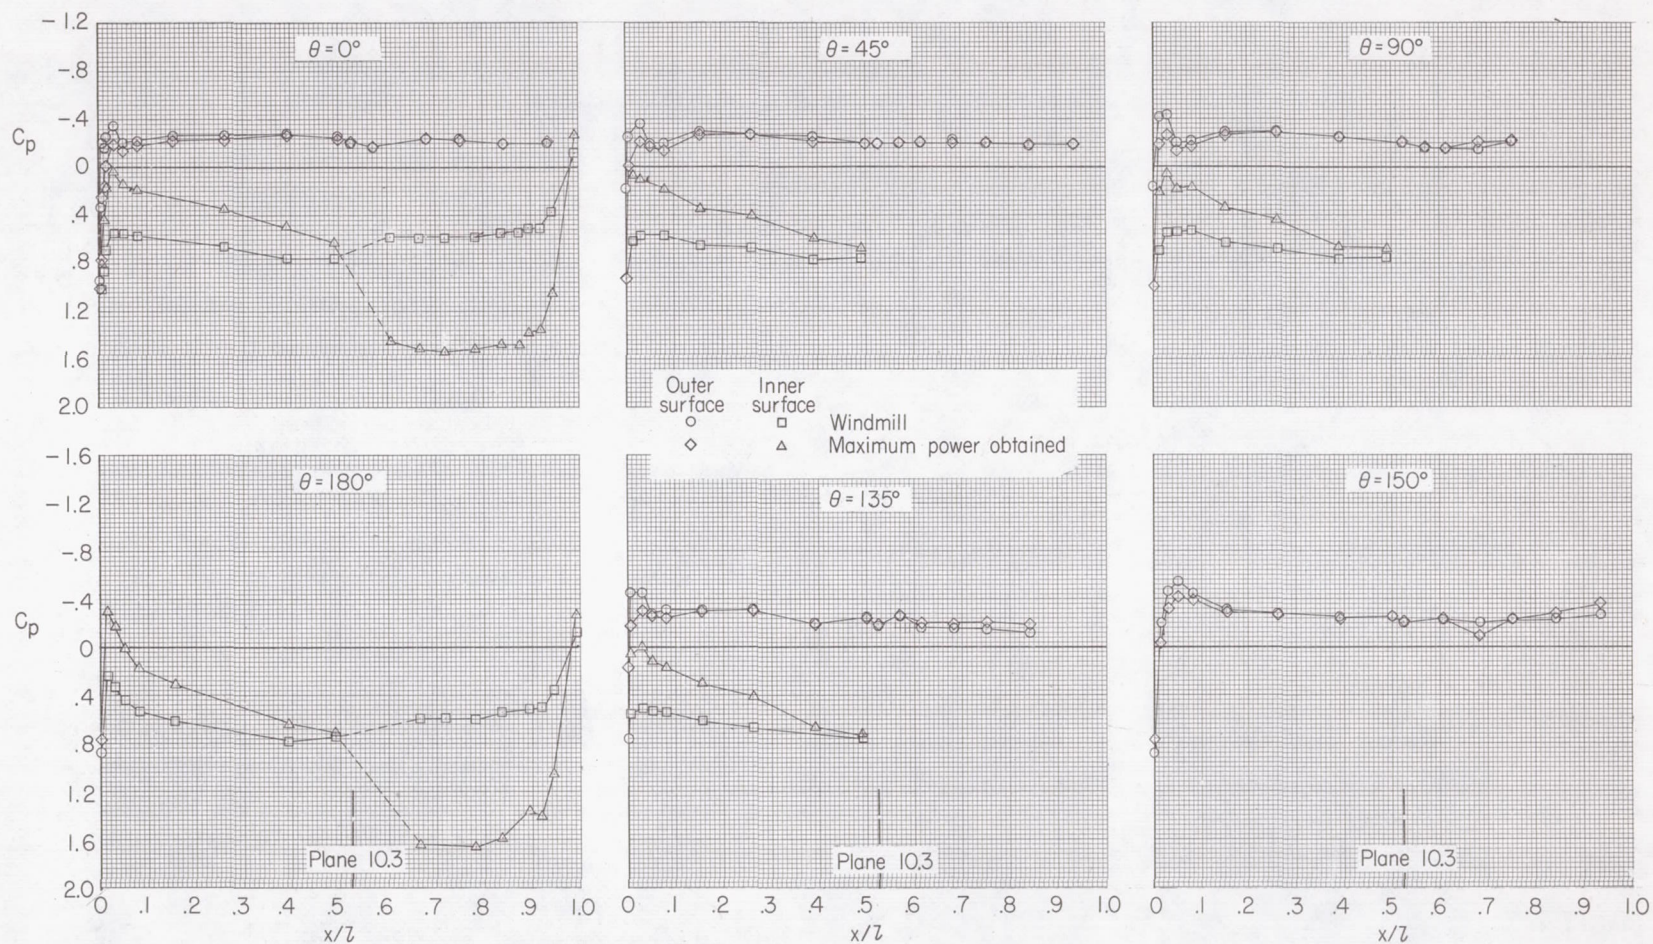 θ = 0°
θ = 45°
θ = 90°
Cp
-1.2
-.8
-.4
0
.4
.8
1.2
1.6
2.0
Outer surface
Inner surface
Windmill
Maximum power obtained
θ = 180°
θ = 135°
θ = 150°
Cp
-1.6
-1.2
-.8
-.4
0
.4
.8
1.2
1.6
2.0
Plane 10.3
Plane 10.3
Plane 10.3
0 .1 .2 .3 .4 .5 .6 .7 .8 .9 1.0
0 .1 .2 .3 .4 .5 .6 .7 .8 .9 1.0
0 .1 .2 .3 .4 .5 .6 .7 .8 .9 1.0
x/l
x/l
x/l